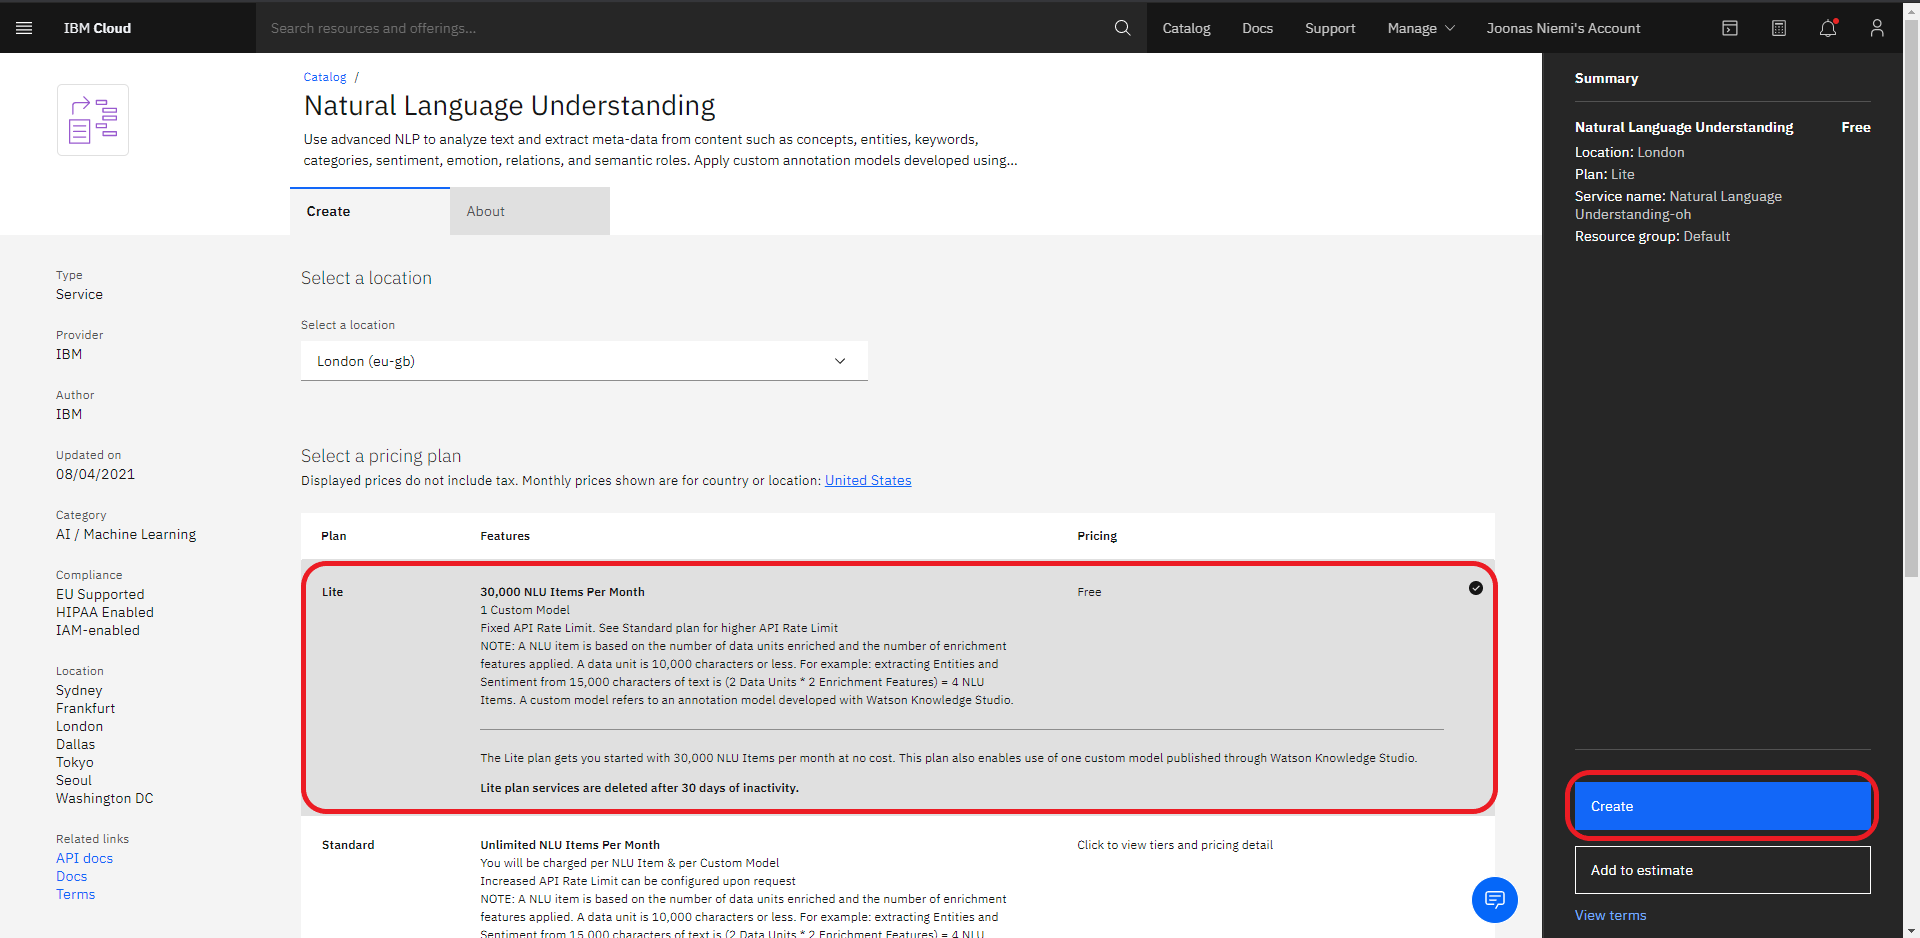 IBM Cloud
Search resources and offerings...
Catalog
Docs
Support
Manage
Joonas Niemi's Account
Catalog /
Natural Language Understanding
Use advanced NLP to analyze text and extract meta-data from content such as concepts, entities, keywords,
categories, sentiment, emotion, relations, and semantic roles. Apply custom annotation models developed using...
Create
About
Type
Service
Provider
IBM
Author
IBM
Updated on
08/04/2021
Category
AI / Machine Learning
Compliance
EU Supported
HIPAA Enabled
IAM-enabled
Location
Sydney
Frankfurt
London
Dallas
Tokyo
Seoul
Washington DC
Related links
API docs
Docs
Terms
Select a location
Select a location
London (eu-gb)
Select a pricing plan
Displayed prices do not include tax. Monthly prices shown are for country or location: United States
Plan
Features
Pricing
Lite
30,000 NLU Items Per Month
1 Custom Model
Fixed API Rate Limit. See Standard plan for higher API Rate Limit
NOTE: A NLU item is based on the number of data units enriched and the number of enrichment
features applied. A data unit is 10,000 characters or less. For example: extracting Entities and
Sentiment from 15,000 characters of text is (2 Data Units * 2 Enrichment Features) = 4 NLU
Items. A custom model refers to an annotation model developed with Watson Knowledge Studio.
Free
The Lite plan gets you started with 30,000 NLU Items per month at no cost. This plan also enables use of one custom model published through Watson Knowledge Studio.
Lite plan services are deleted after 30 days of inactivity.
Standard
Unlimited NLU Items Per Month
You will be charged per NLU Item & per Custom Model
Increased API Rate Limit can be configured upon request
NOTE: A NLU item is based on the number of data units enriched and the number of enrichment
features applied. A data unit is 10,000 characters or less. For example: extracting Entities and
Sentiment from 15,000 characters of text is (2 Data Units * 2 Enrichment Features) = 4 NLU
Click to view tiers and pricing detail
Summary
Natural Language Understanding
Free
Location: London
Plan: Lite
Service name: Natural Language
Understanding-oh
Resource group: Default
Create
Add to estimate
View terms